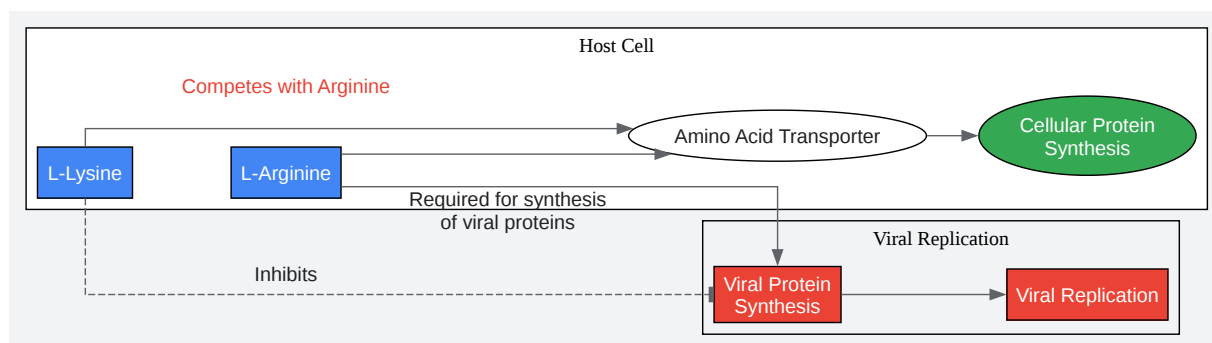 Host Cell
Competes with Arginine
Amino Acid Transporter
Cellular Protein
Synthesis
L-Lysine
L-Arginine
Required for synthesis
of viral proteins
Viral Replication
Inhibits
Viral Protein
Synthesis
Viral Replication